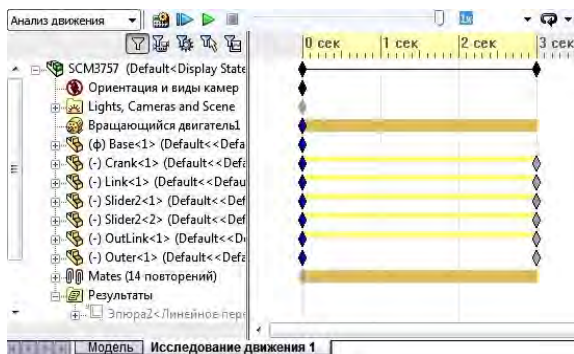 Анализ движения
1x
0 сек 1 сек 2 сек 3 сек
SCM3757 (Default<Display State
Ориентация и виды камер
Lights, Cameras and Scene
Вращающийся двигатель1
(ф) Base<1> (Default<<Defa
(-) Crank<1> (Default<<Defa
(-) Link<1> (Default<<Defau
(-) Slider2<1> (Default<<Def
(-) Slider2<2> (Default<<Def
(-) OutLink<1> (Default<<D
(-) Outer<1> (Default<<Defa
Mates (14 повторений)
Результаты
Эпюра2<Линейное пере
Модель Исследование движения 1